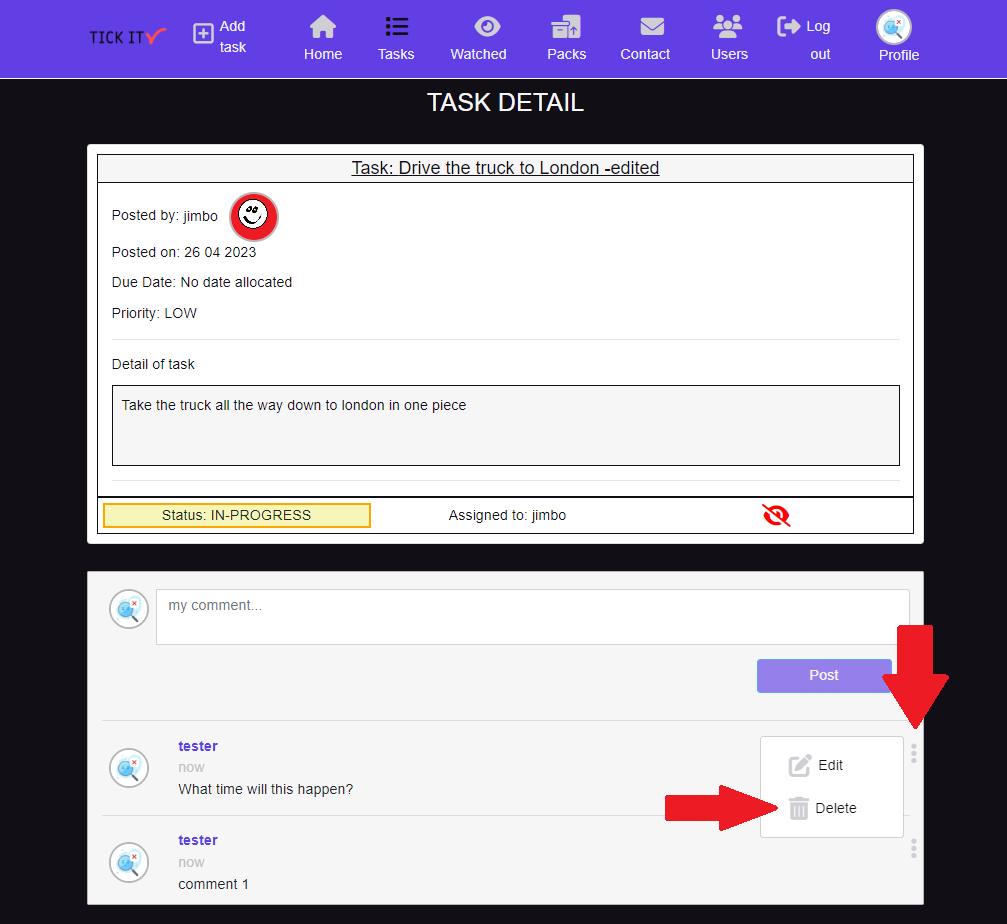 TICK IT
Add
task
Home
Tasks
Watched
Packs
Contact
Users
Log
out
Profile
TASK DETAIL
Task: Drive the truck to London -edited
Posted by: jimbo
Posted on: 26 04 2023
Due Date: No date allocated
Priority: LOW
Detail of task
Take the truck all the way down to london in one piece
Status: IN-PROGRESS
Assigned to: jimbo
my comment...
Post
tester
now
What time will this happen?
Edit
Delete
tester
now
comment 1